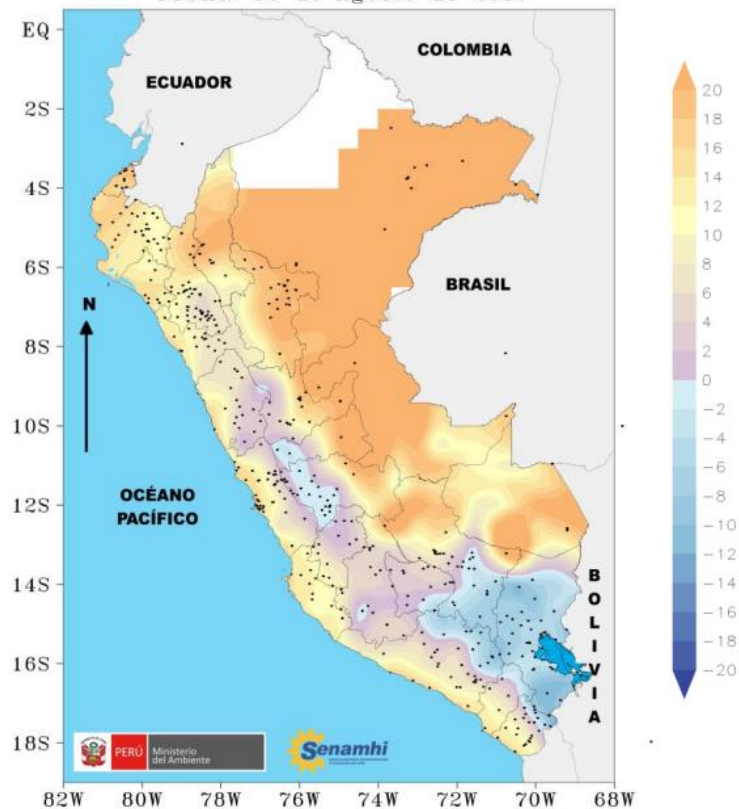 EQ
2S
4S
6S
8S
10S
12S
14S
16S
18S
82W 80W 78W 76W 74W 72W 70W 68W
COLOMBIA
ECUADOR
BRASIL
N
OCÉANO
PACÍFICO
BOLIVIA
PERÚ
Ministerio
del Ambiente
Senamhi
20
18
16
14
12
10
8
6
4
2
0
-2
-4
-6
-8
-10
-12
-14
-16
-18
-20